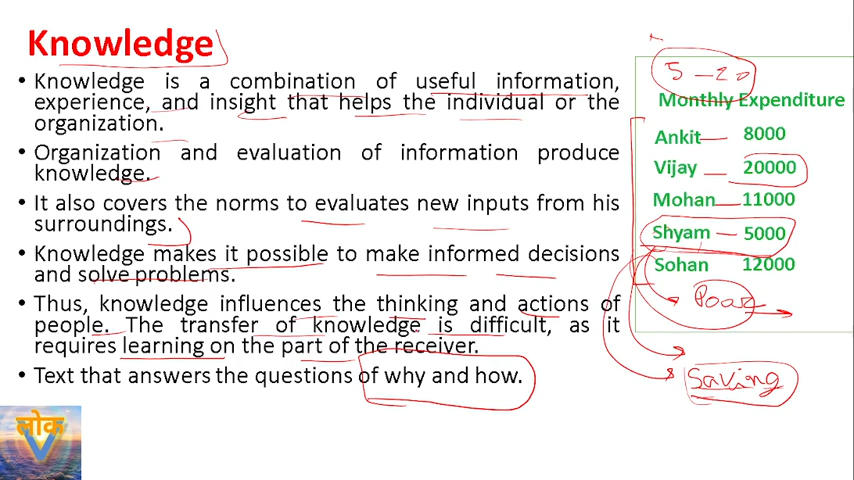 Knowledge
• Knowledge is a combination of useful information,
experience, and insight that helps the individual or the
organization.
• Organization and evaluation of information produce
knowledge.
• It also covers the norms to evaluates new inputs from his
surroundings.
• Knowledge makes it possible to make informed decisions
and solve problems.
• Thus, knowledge influences the thinking and actions of
people. The transfer of knowledge is difficult, as it
requires learning on the part of the receiver.
• Text that answers the questions of why and how.
5 – 20
Monthly Expenditure
Ankit 8000
Vijay 20000
Mohan 11000
Shyam 5000
Sohan 12000
Poar
Saving
लोक